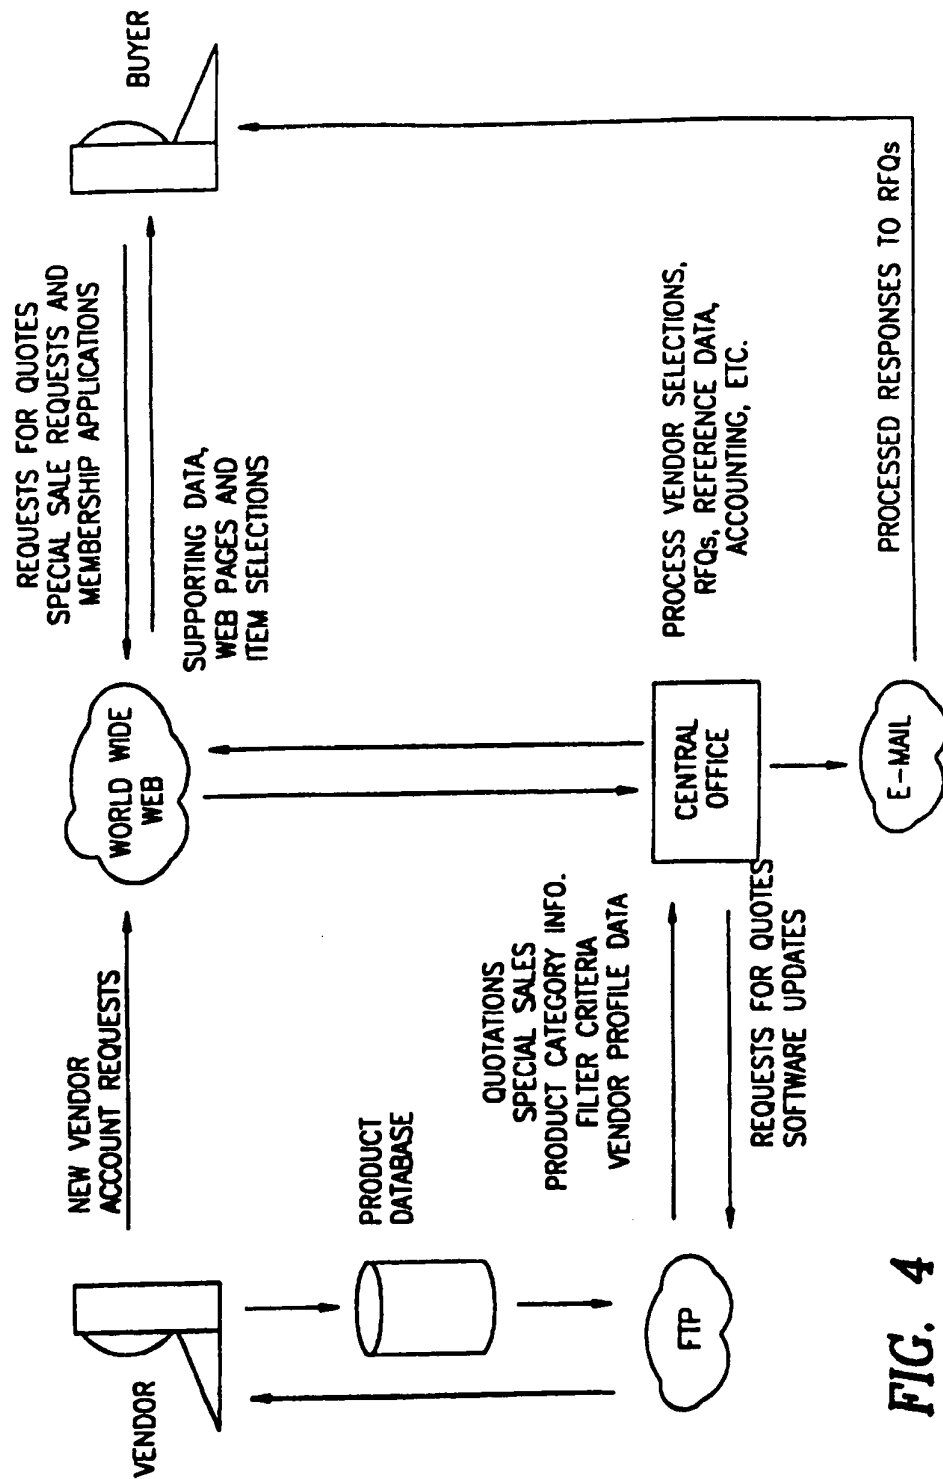 VENDOR
NEW VENDOR
ACCOUNT REQUESTS
WORLD WIDE
WEB
REQUESTS FOR QUOTES
SPECIAL SALE REQUESTS AND
MEMBERSHIP APPLICATIONS
BUYER
SUPPORTING DATA,
WEB PAGES AND
ITEM SELECTIONS
PRODUCT
DATABASE
QUOTATIONS
SPECIAL SALES
PRODUCT CATEGORY INFO.
FILTER CRITERIA
VENDOR PROFILE DATA
FTP
CENTRAL
OFFICE
PROCESS VENDOR SELECTIONS,
RFQs, REFERENCE DATA,
ACCOUNTING, ETC.
REQUESTS FOR QUOTES
SOFTWARE UPDATES
E-MAIL
PROCESSED RESPONSES TO RFQs
FIG. 4